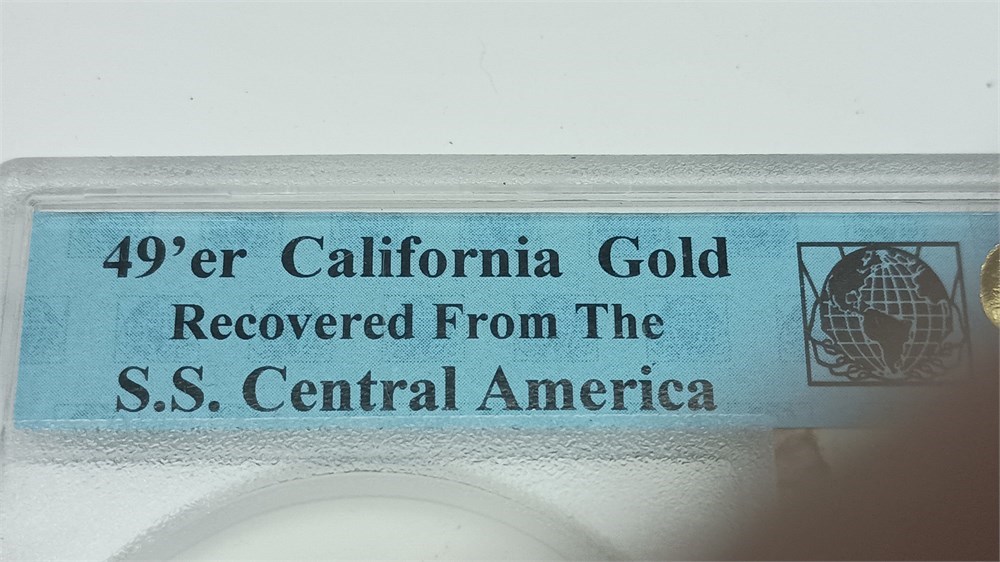 49’er California Gold
Recovered From The
S.S. Central America